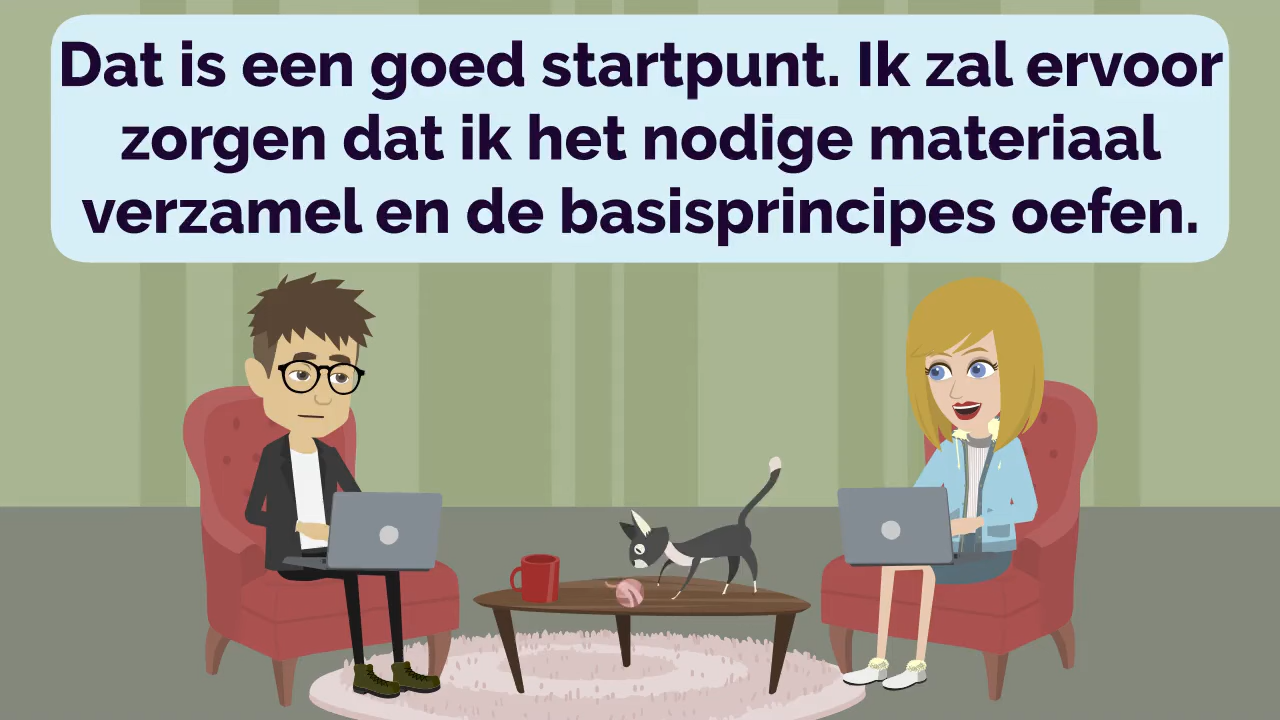 Dat is een goed startpunt. Ik zal ervoor
zorgen dat ik het nodige materiaal
verzamel en de basisprincipes oefen.